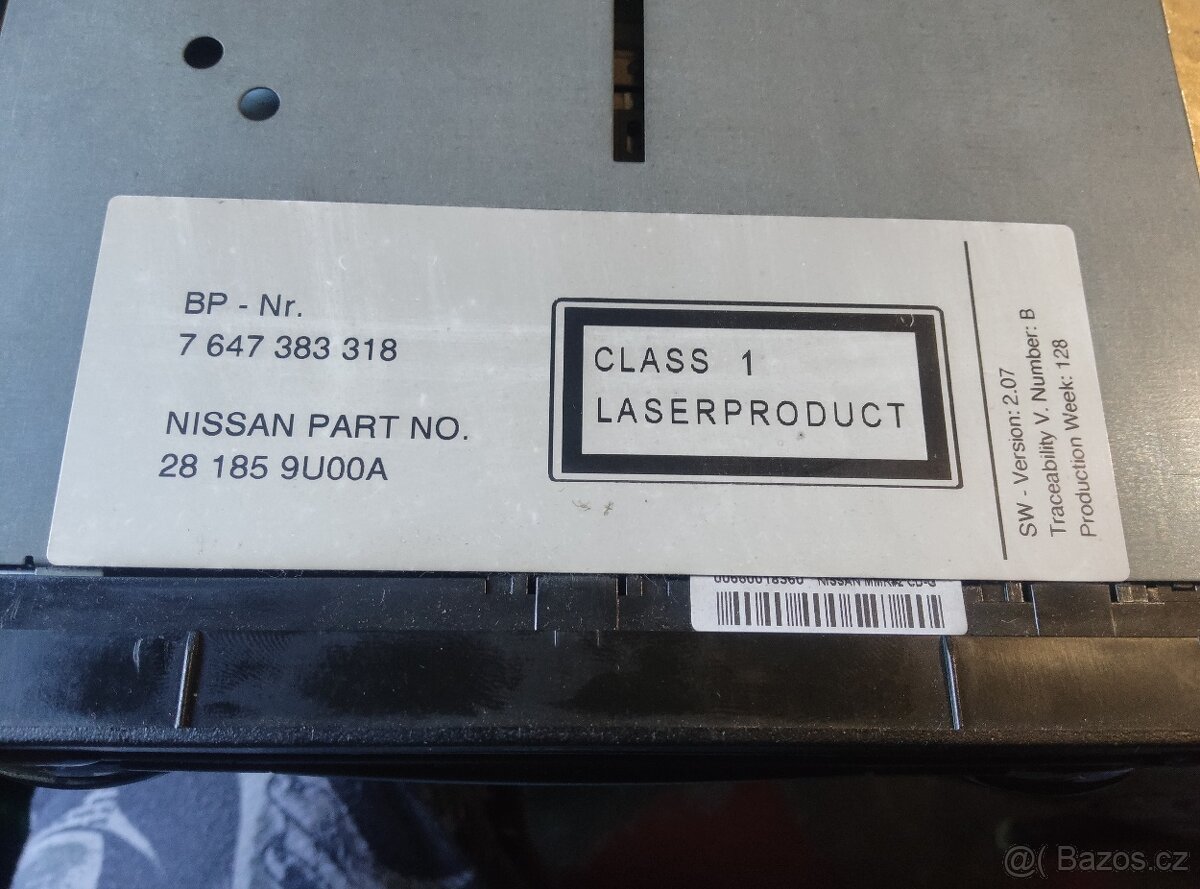 BP - Nr.
7 647 383 318
NISSAN PART NO.
28 185 9U00A
CLASS 1
LASERPRODUCT
SW - Version: 2.07
Traceability V. Number: B
Production Week: 128
NISSAN
@( Bazos.cz